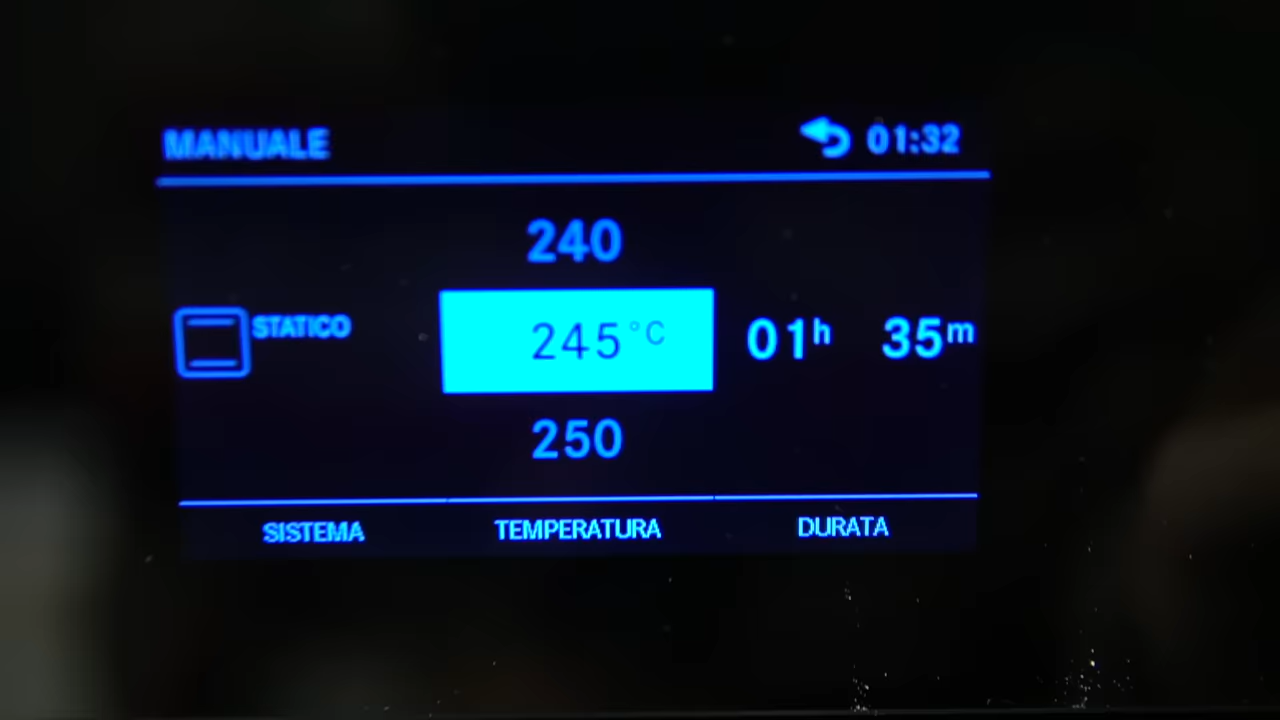 MANUALE 01:32
240
STATICO 245°C 01h 35m
250
SISTEMA TEMPERATURA DURATA